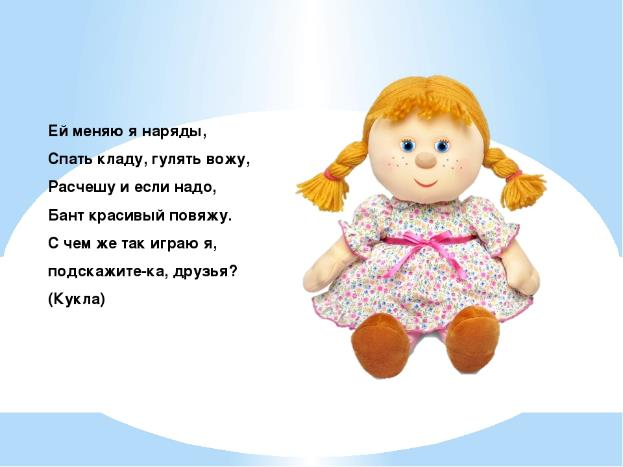 Ей меняю я наряды,
Спать кладу, гулять вожу,
Расчешу и если надо,
Бант красивый повяжу.
С чем же так играю я,
подскажите-ка, друзья?
(Кукла)